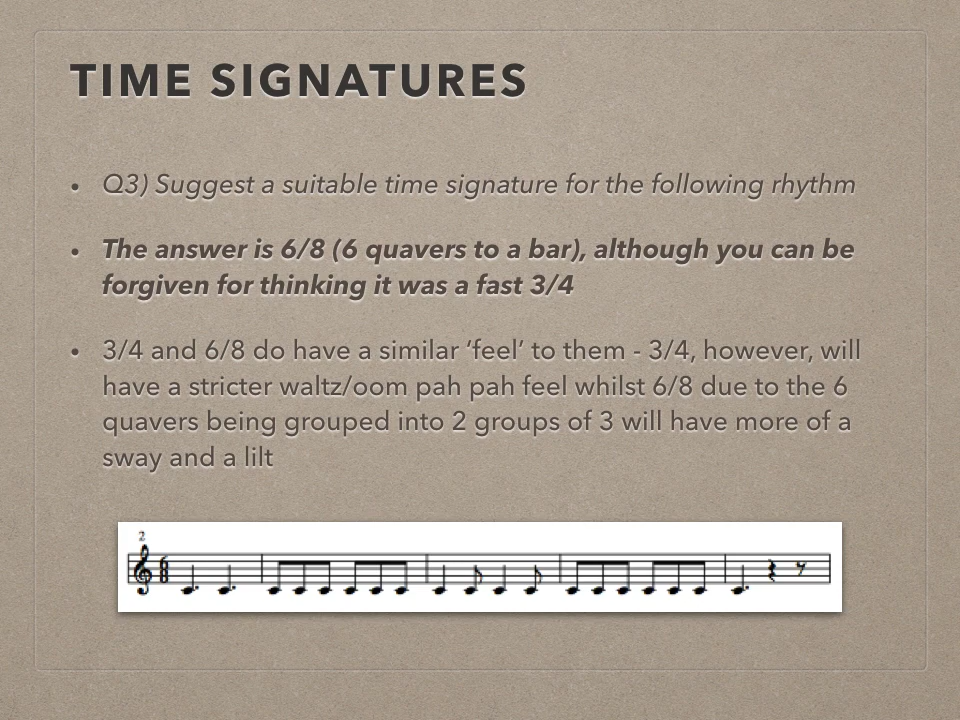 TIME SIGNATURES
• Q3) Suggest a suitable time signature for the following rhythm
• The answer is 6/8 (6 quavers to a bar), although you can be
forgiven for thinking it was a fast 3/4
• 3/4 and 6/8 do have a similar ‘feel’ to them - 3/4, however, will
have a stricter waltz/oom pah pah feel whilst 6/8 due to the 6
quavers being grouped into 2 groups of 3 will have more of a
sway and a lilt
2
6
8